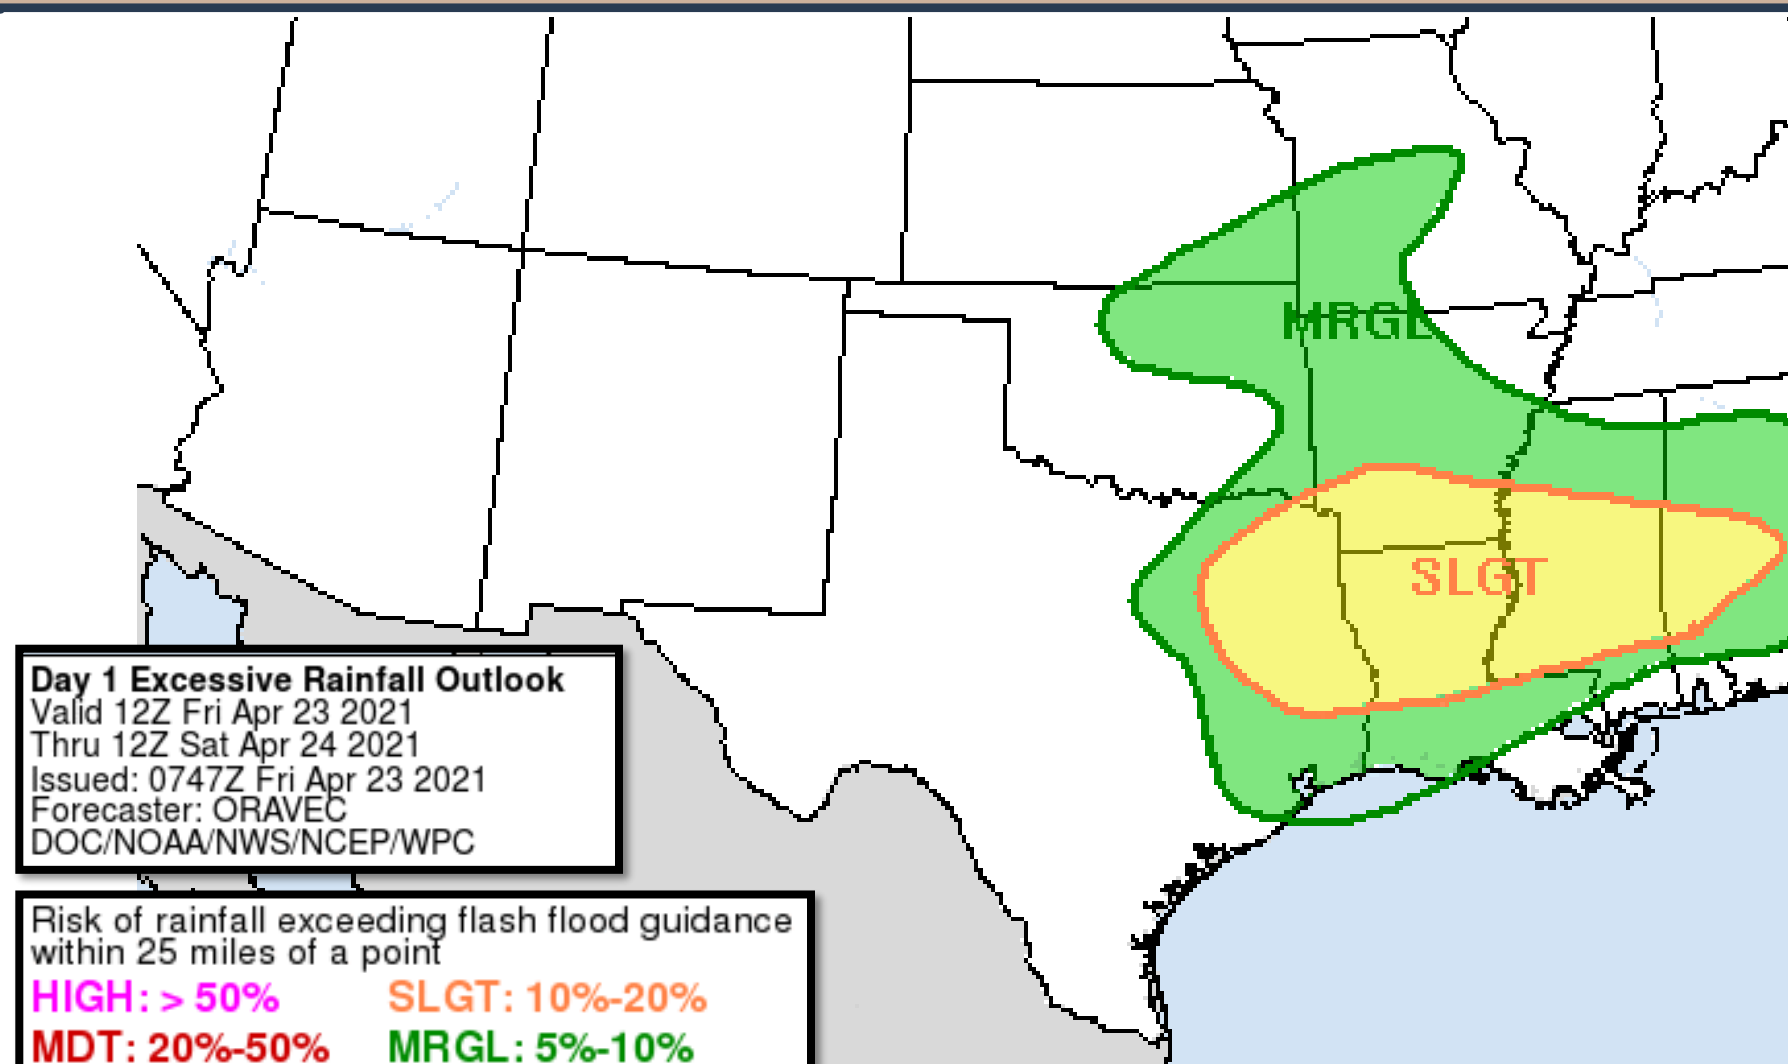 MRGL
SLGT
Day 1 Excessive Rainfall Outlook
Valid 12Z Fri Apr 23 2021
Thru 12Z Sat Apr 24 2021
Issued: 0747Z Fri Apr 23 2021
Forecaster: ORAVEC
DOC/NOAA/NWS/NCEP/WPC
Risk of rainfall exceeding flash flood guidance
within 25 miles of a point
HIGH: > 50% SLGT: 10%-20%
MDT: 20%-50% MRGL: 5%-10%